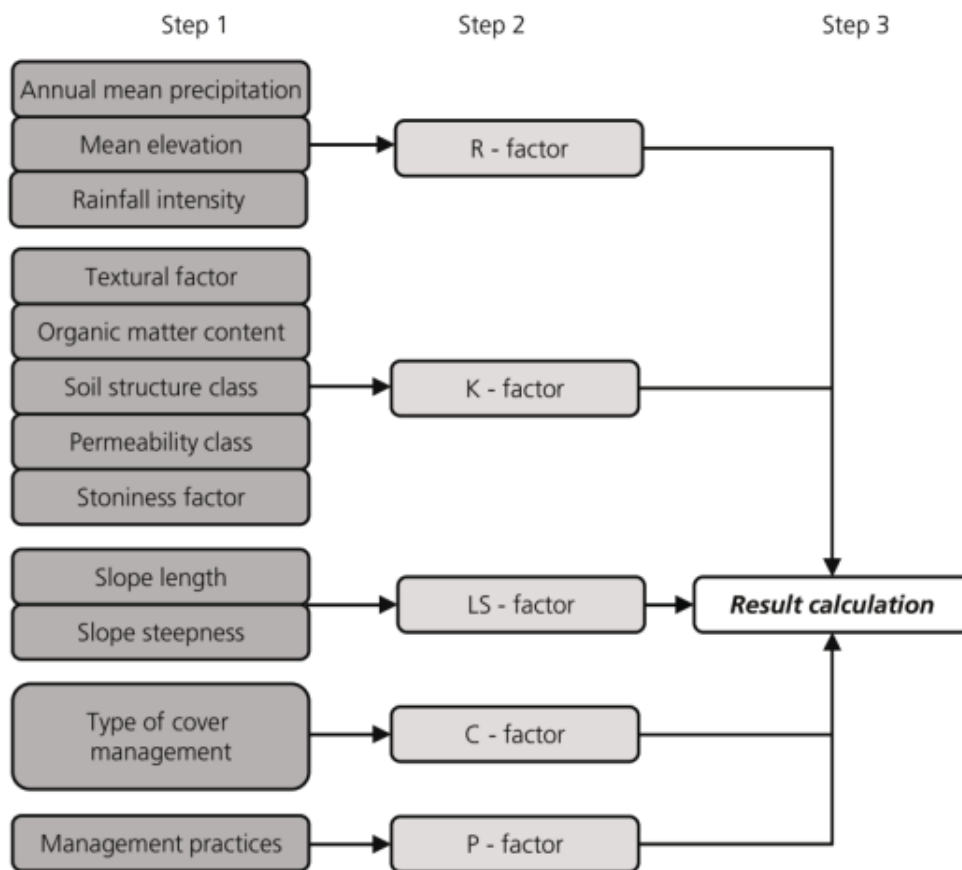 Step 1 Step 2 Step 3
Annual mean precipitation
Mean elevation
Rainfall intensity
R - factor
Textural factor
Organic matter content
Soil structure class
Permeability class
Stoniness factor
K - factor
Slope length
Slope steepness
LS - factor
Result calculation
Type of cover
management
C - factor
Management practices
P - factor